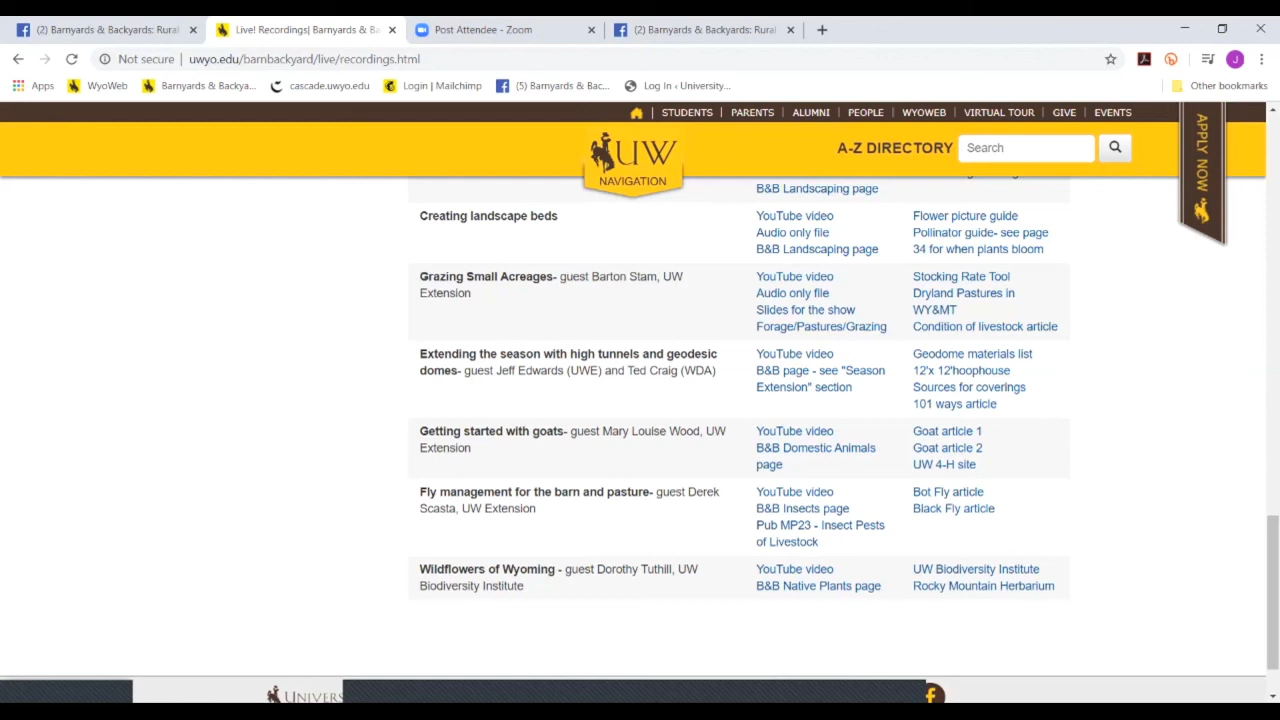 (2) Barnyards & Backyards: Rural
Live! Recordings| Barnyards & Ba
Post Attendee - Zoom
(2) Barnyards & Backyards: Rural
Not secure
uwyo.edu/barnbackyard/live/recordings.html
Apps
WyoWeb
Barnyards & Backya...
cascade.uwyo.edu
Login | Mailchimp
(5) Barnyards & Bac...
Log In ‹ University...
Other bookmarks
STUDENTS | PARENTS | ALUMNI | PEOPLE | WYOWEB | VIRTUAL TOUR | GIVE | EVENTS
UW
NAVIGATION
A-Z DIRECTORY
Search
APPLY NOW
B&B Landscaping page
Creating landscape beds
YouTube video
Audio only file
B&B Landscaping page
Flower picture guide
Pollinator guide- see page
34 for when plants bloom
Grazing Small Acreages- guest Barton Stam, UW
Extension
YouTube video
Audio only file
Slides for the show
Forage/Pastures/Grazing
Stocking Rate Tool
Dryland Pastures in
WY&MT
Condition of livestock article
Extending the season with high tunnels and geodesic
domes- guest Jeff Edwards (UWE) and Ted Craig (WDA)
YouTube video
B&B page - see "Season
Extension" section
Geodome materials list
12'x 12'hoophouse
Sources for coverings
101 ways article
Getting started with goats- guest Mary Louise Wood, UW
Extension
YouTube video
B&B Domestic Animals
page
Goat article 1
Goat article 2
UW 4-H site
Fly management for the barn and pasture- guest Derek
Scasta, UW Extension
YouTube video
B&B Insects page
Pub MP23 - Insect Pests
of Livestock
Bot Fly article
Black Fly article
Wildflowers of Wyoming - guest Dorothy Tuthill, UW
Biodiversity Institute
YouTube video
B&B Native Plants page
UW Biodiversity Institute
Rocky Mountain Herbarium